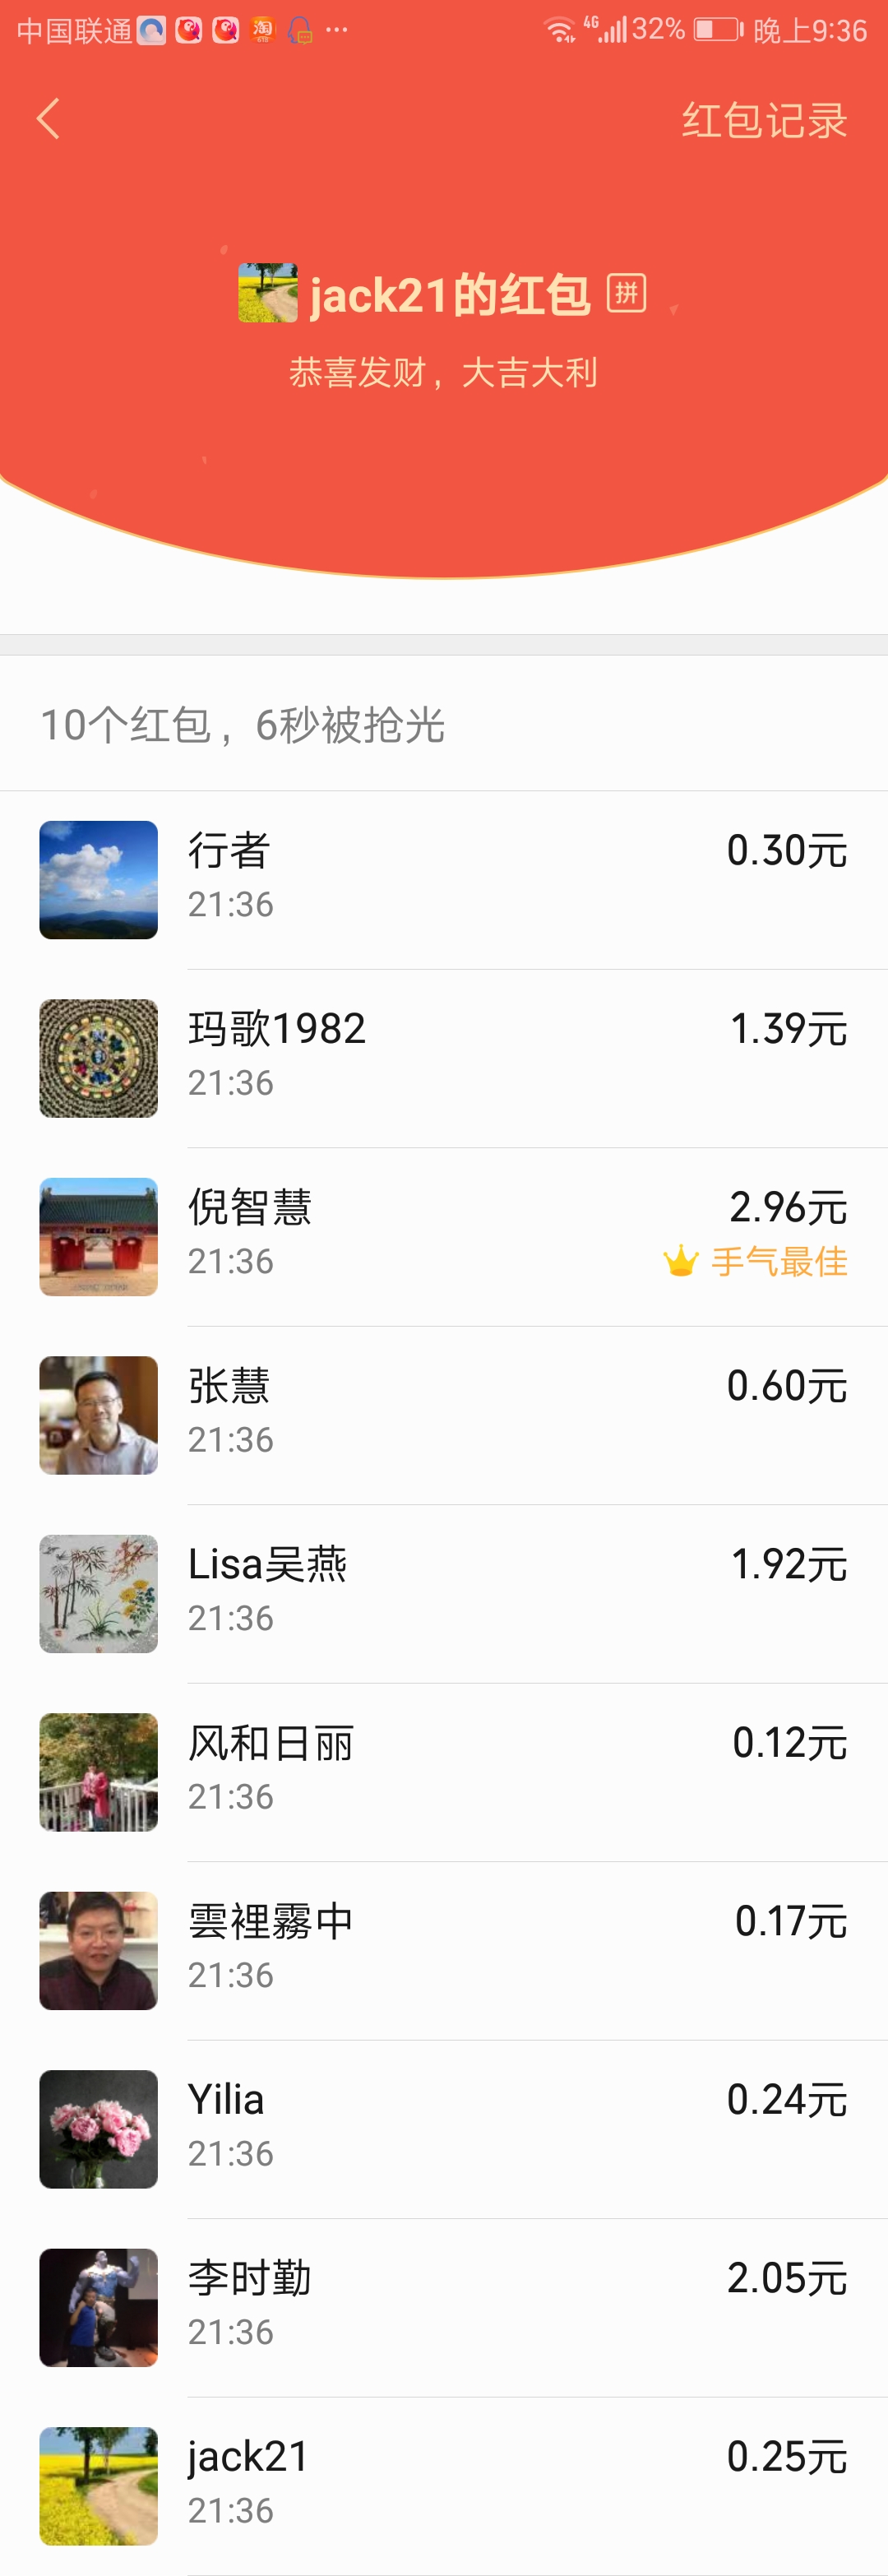 中国联通 淘 ... 4G 32% 晚上9:36
红包记录
jack21的红包 拼
恭喜发财，大吉大利
10个红包，6秒被抢光
行者 0.30元
21:36
玛歌1982 1.39元
21:36
倪智慧 2.96元
21:36 手气最佳
张慧 0.60元
21:36
Lisa吴燕 1.92元
21:36
风和日丽 0.12元
21:36
雲裡霧中 0.17元
21:36
Yilia 0.24元
21:36
李时勤 2.05元
21:36
jack21 0.25元
21:36